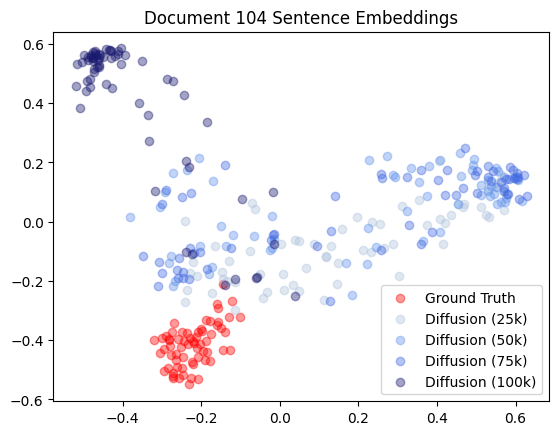 Document 104 Sentence Embeddings
0.6
0.4
0.2
0.0
−0.2
−0.4
−0.6
Ground Truth
Diffusion (25k)
Diffusion (50k)
Diffusion (75k)
Diffusion (100k)
−0.4 −0.2 0.0 0.2 0.4 0.6